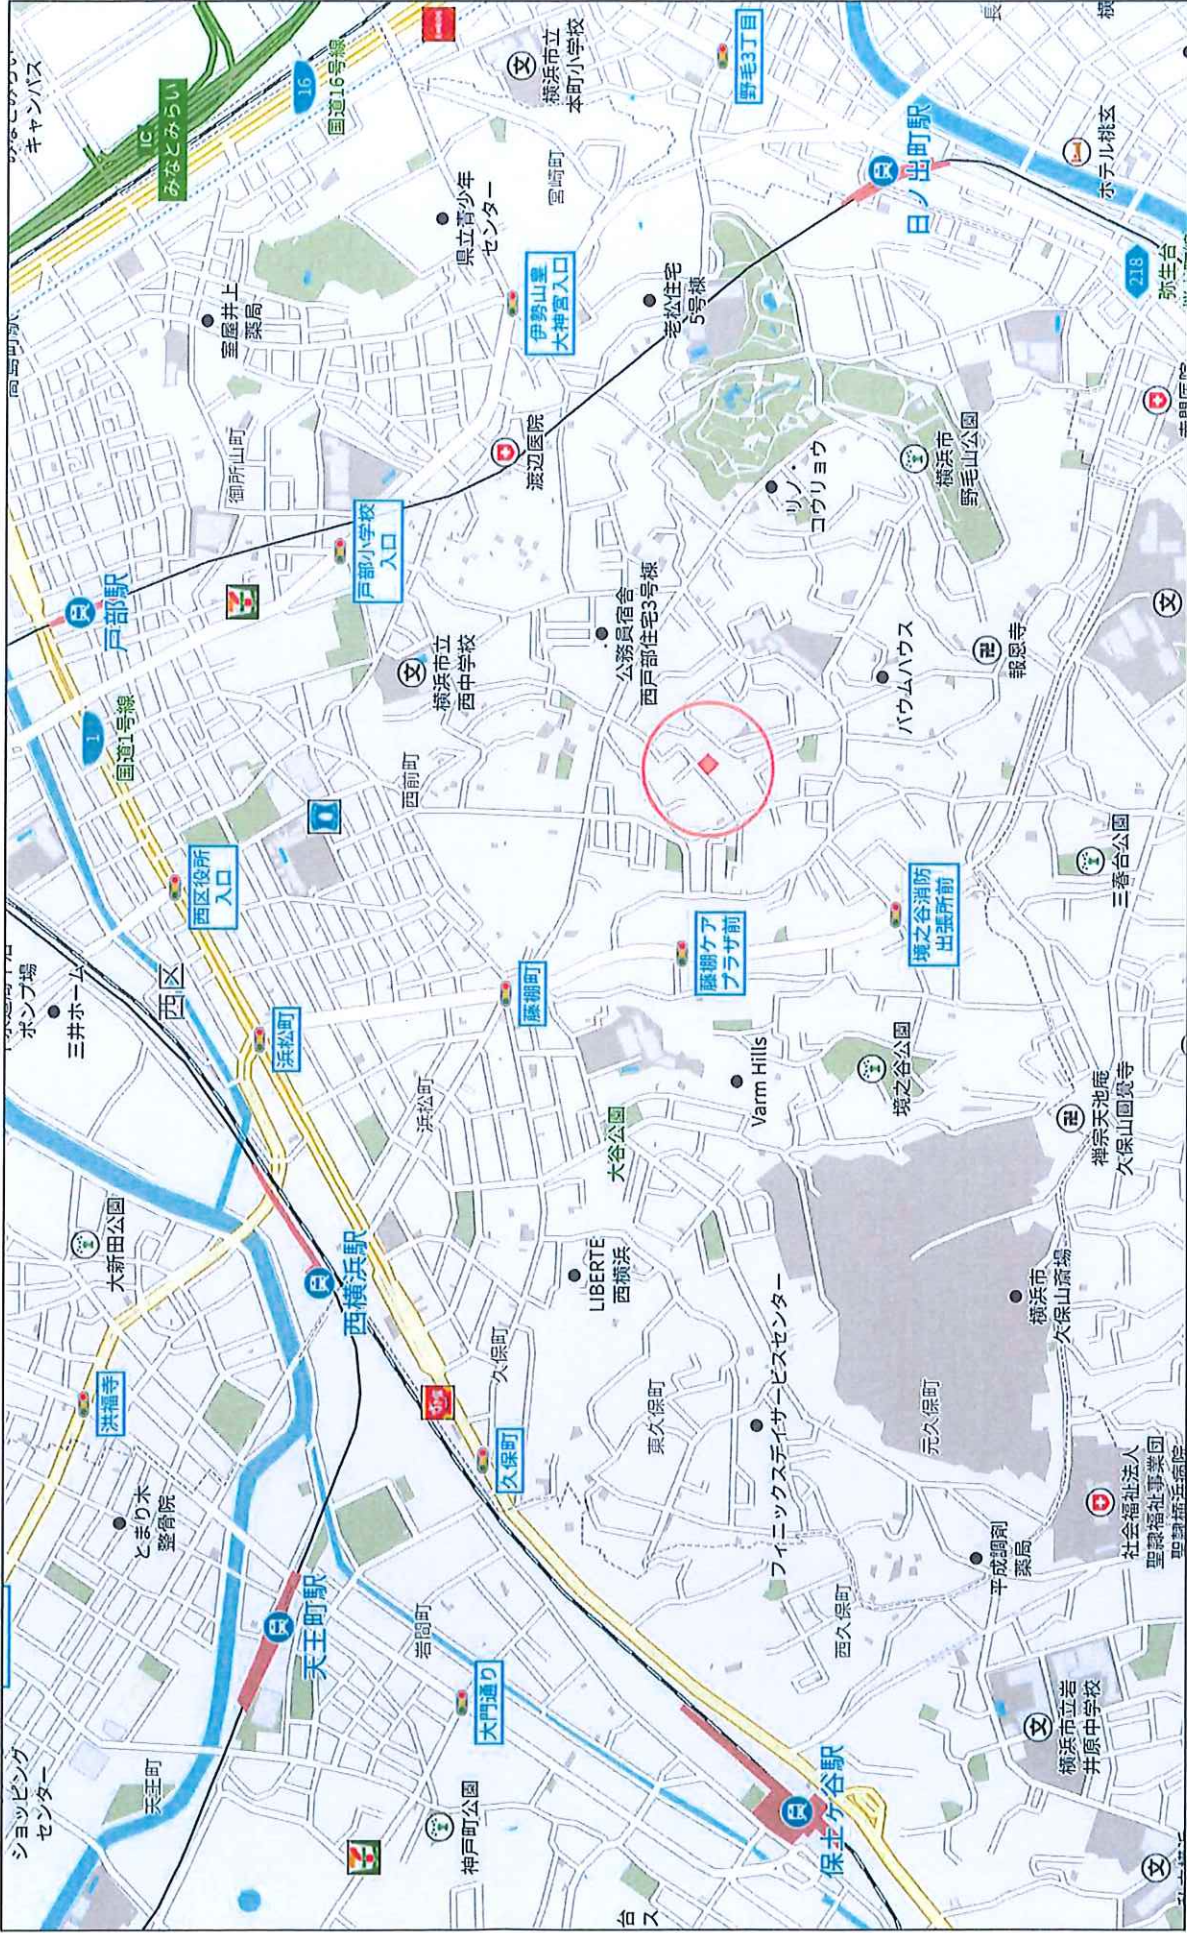 ショッピング
センター
ポンプ場
三井ホーム
キャンパス
戸部駅
1
国道1号線
大新田公園
洪福寺
とまり木
整骨院
天王町
西区
西区役所
入口
IC
みなとみらい
室屋井上
薬局
御所山町
浜松町
天王町駅
西横浜駅
16
国道16号線
戸部小学校
入口
西前町
浜松町
岩間町
横浜市立
西中学校
県立青少年
センター
神戸町公園
大門通り
久保町
久保町
藤棚町
渡辺医院
伊勢山皇
大神宮入口
宮崎町
横浜市立
本町小学校
LIBERTE
西横浜
大谷公園
公務員宿舎
西戸部住宅3号棟
老松住宅
5号棟
台
ス
東久保町
藤棚ケア
プラザ前
野毛3丁目
Varm Hills
フィニックスデイサービスセンター
リノ・
コウリョウ
保土ケ谷駅
西久保町
境之谷公園
バウムハウス
日ノ出町駅
元久保町
境之谷消防
出張所前
横浜市
野毛山公園
平成調剤
薬局
報恩寺
横浜市
久保山斎場
横浜市立岩
井原中学校
禅宗天池庵
久保山圓覺寺
三春台公園
ホテル桃玄
218
弥生台
社会福祉法人
聖隷福祉事業団
聖隷横浜病院